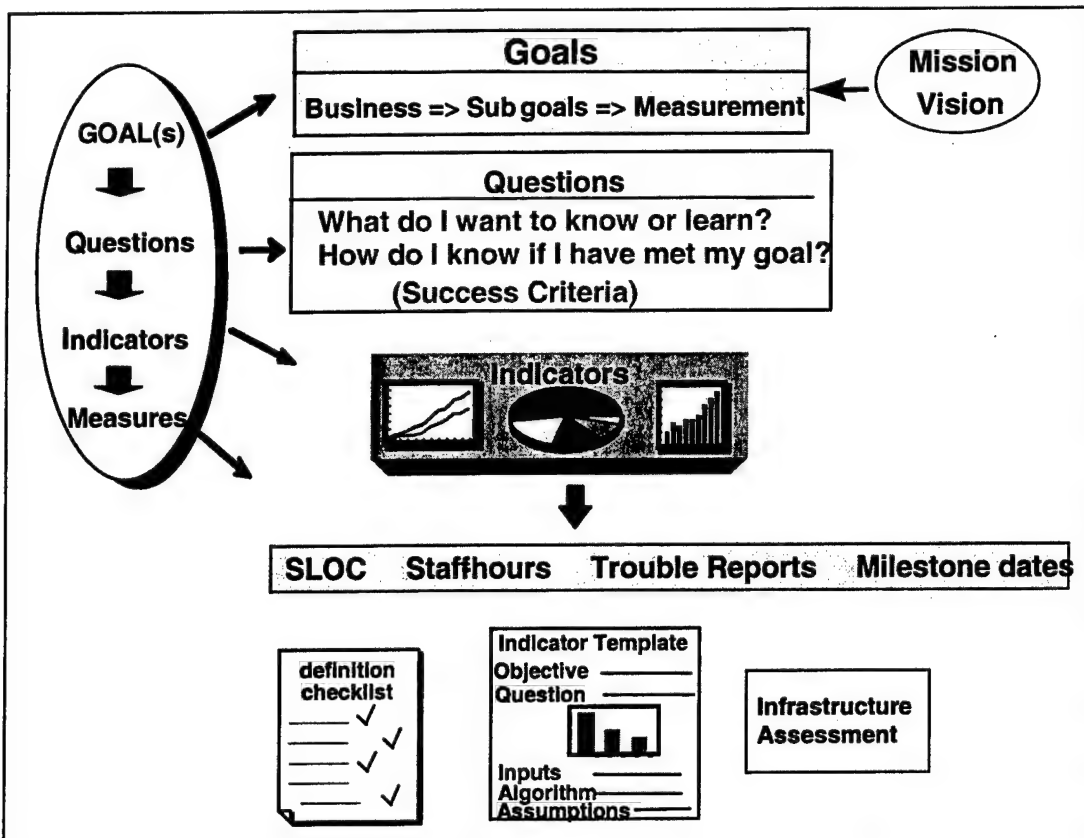 Goals
Business => Sub goals => Measurement
Mission
Vision
GOAL(s)
Questions
Indicators
Measures
Questions
What do I want to know or learn?
How do I know if I have met my goal?
(Success Criteria)
Indicators
SLOC Staffhours Trouble Reports Milestone dates
definition
checklist
Indicator Template
Objective
Question
Inputs
Algorithm
Assumptions
Infrastructure
Assessment